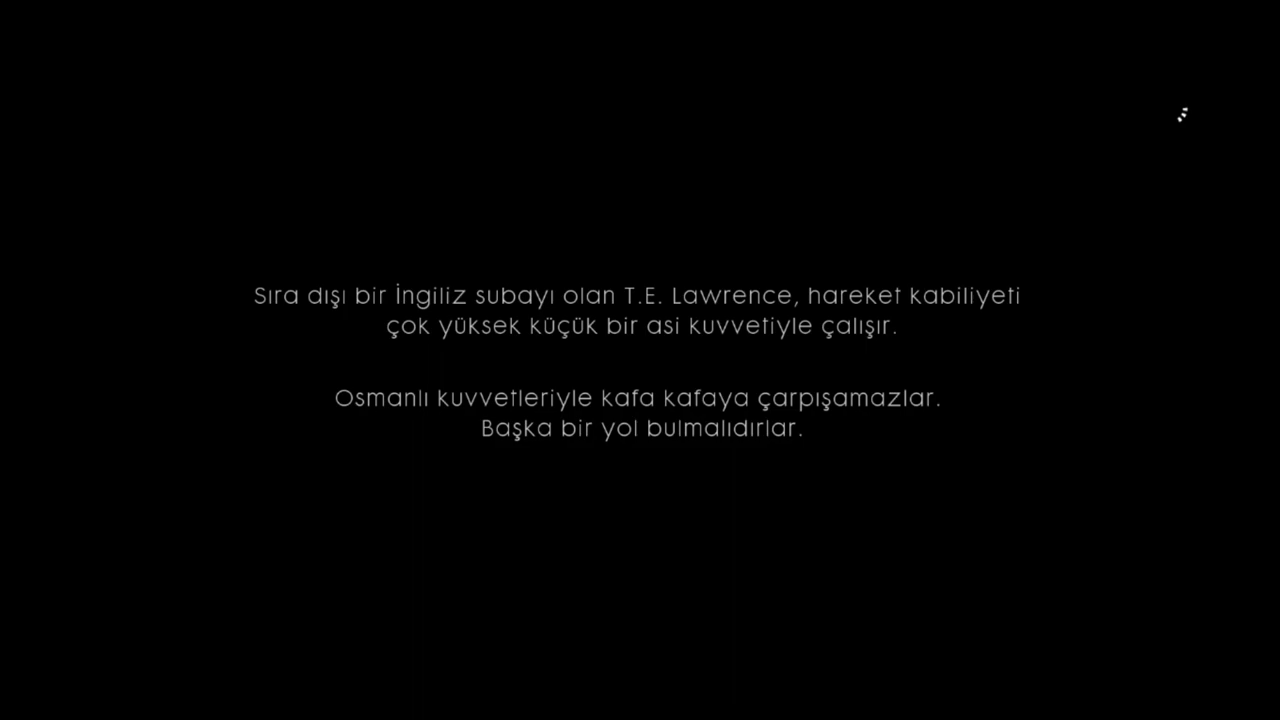 Sıra dışı bir İngiliz subayı olan T.E. Lawrence, hareket kabiliyeti
çok yüksek küçük bir asi kuvvetiyle çalışır.
Osmanlı kuvvetleriyle kafa kafaya çarpışamazlar.
Başka bir yol bulmalıdırlar.